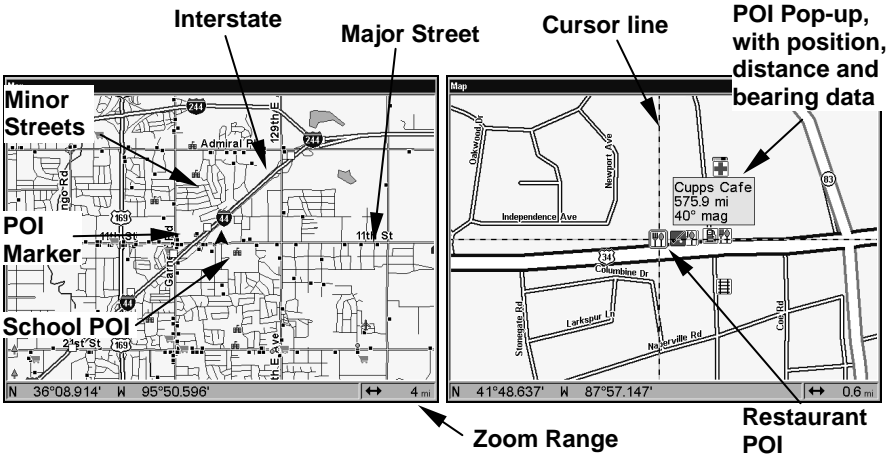 Interstate
Major Street
Cursor line
POI Pop-up,
with position,
distance and
bearing data
Minor
Streets
Map
244
129th E
Admiral
244
169
44
11th St
11th St
POI
Marker
44
School POI
21st St
169
N 36°08.914' W 95°50.596'
4 mi
Oakwood Dr
Newport Ave
Independence Ave
Cupps Cafe
575.9 mi
40° mag
83
34
Columbine Dr
Stonegate Rd
Larkspur Ln
Naperville Rd
N 41°48.637' W 87°57.147'
0.6 mi
Zoom Range
Restaurant
POI